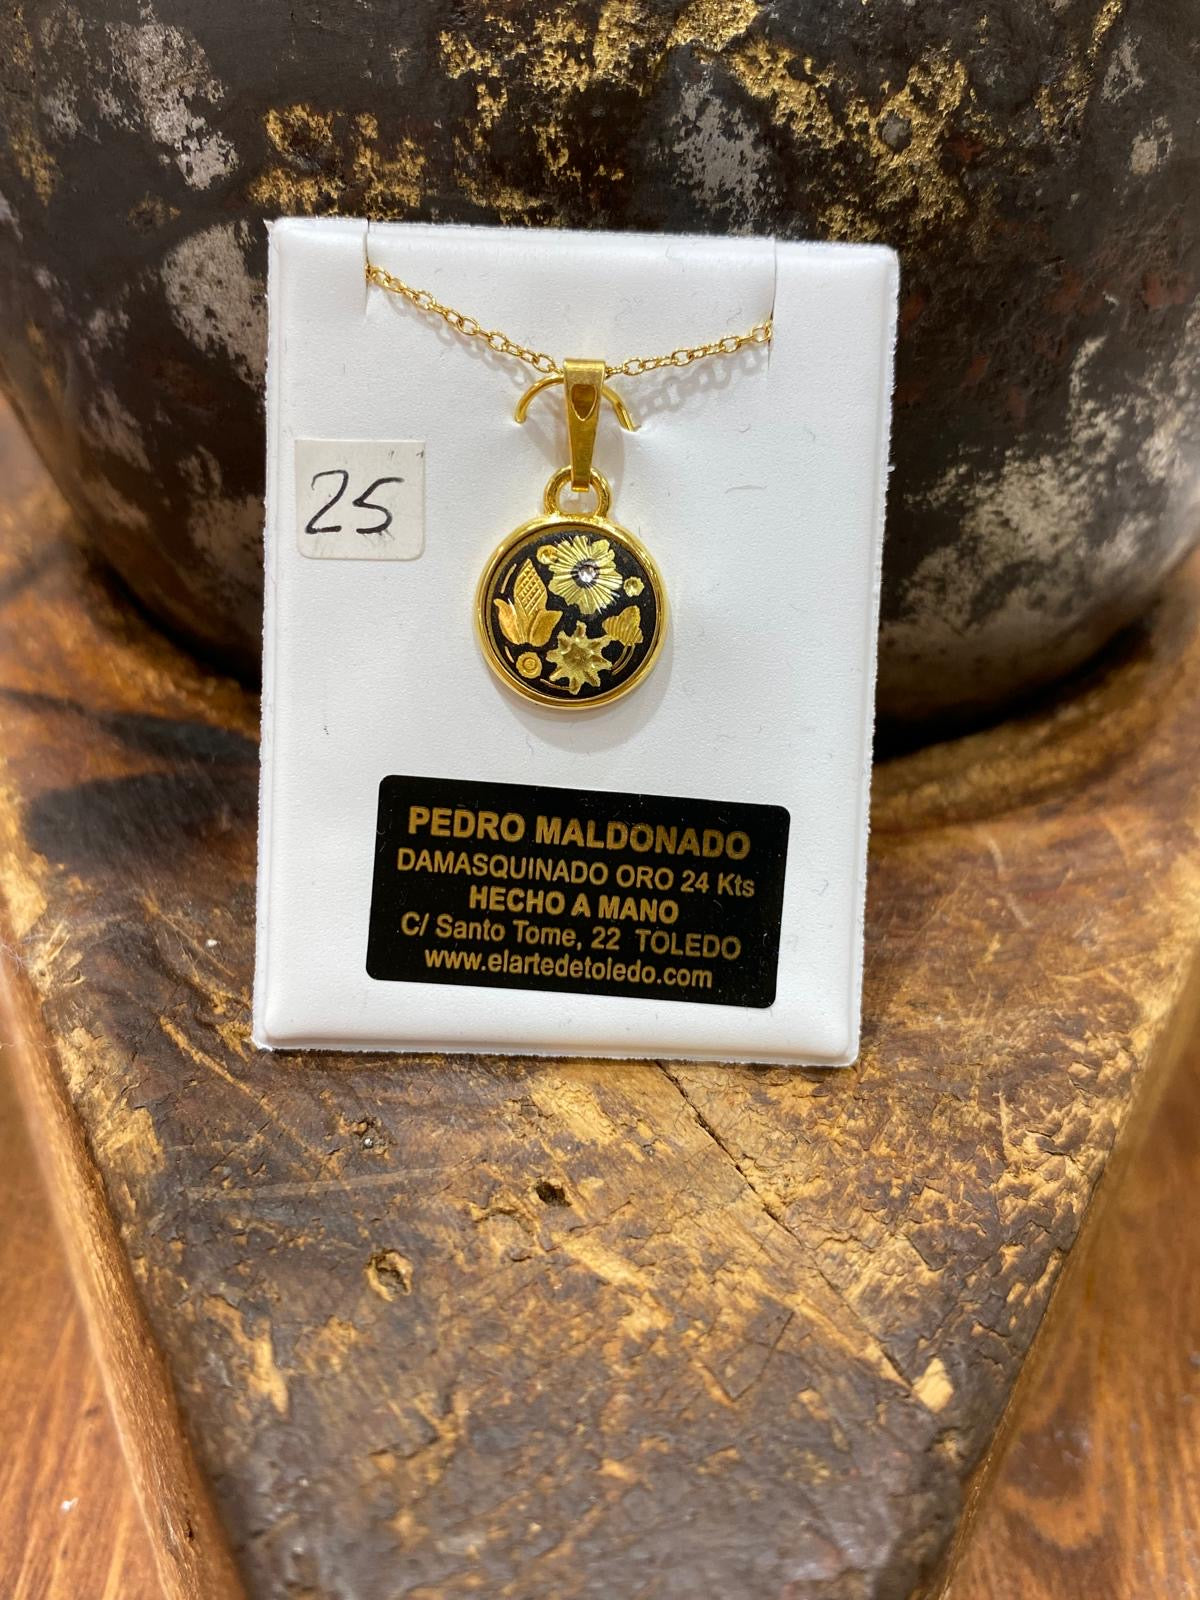 25
PEDRO MALDONADO
DAMASQUINADO ORO 24 Kts
HECHO A MANO
C/ Santo Tome, 22 TOLEDO
www.elartedetoledo.com